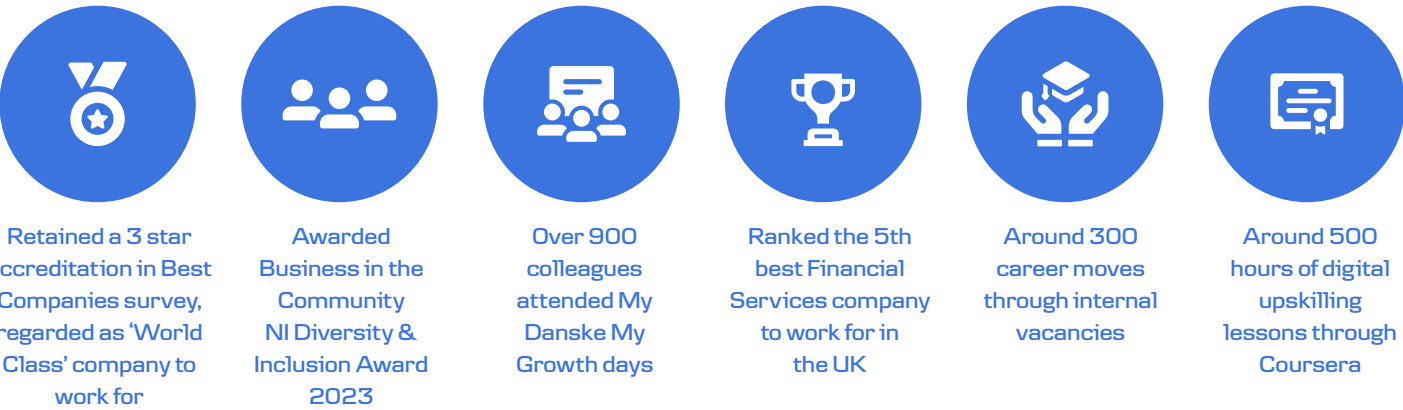 Retained a 3 star
ccreditation in Best
Companies survey,
regarded as ‘World
Class’ company to
work for
Awarded
Business in the
Community
NI Diversity &
Inclusion Award
2023
Over 900
colleagues
attended My
Danske My
Growth days
Ranked the 5th
best Financial
Services company
to work for in
the UK
Around 300
career moves
through internal
vacancies
Around 500
hours of digital
upskilling
lessons through
Coursera